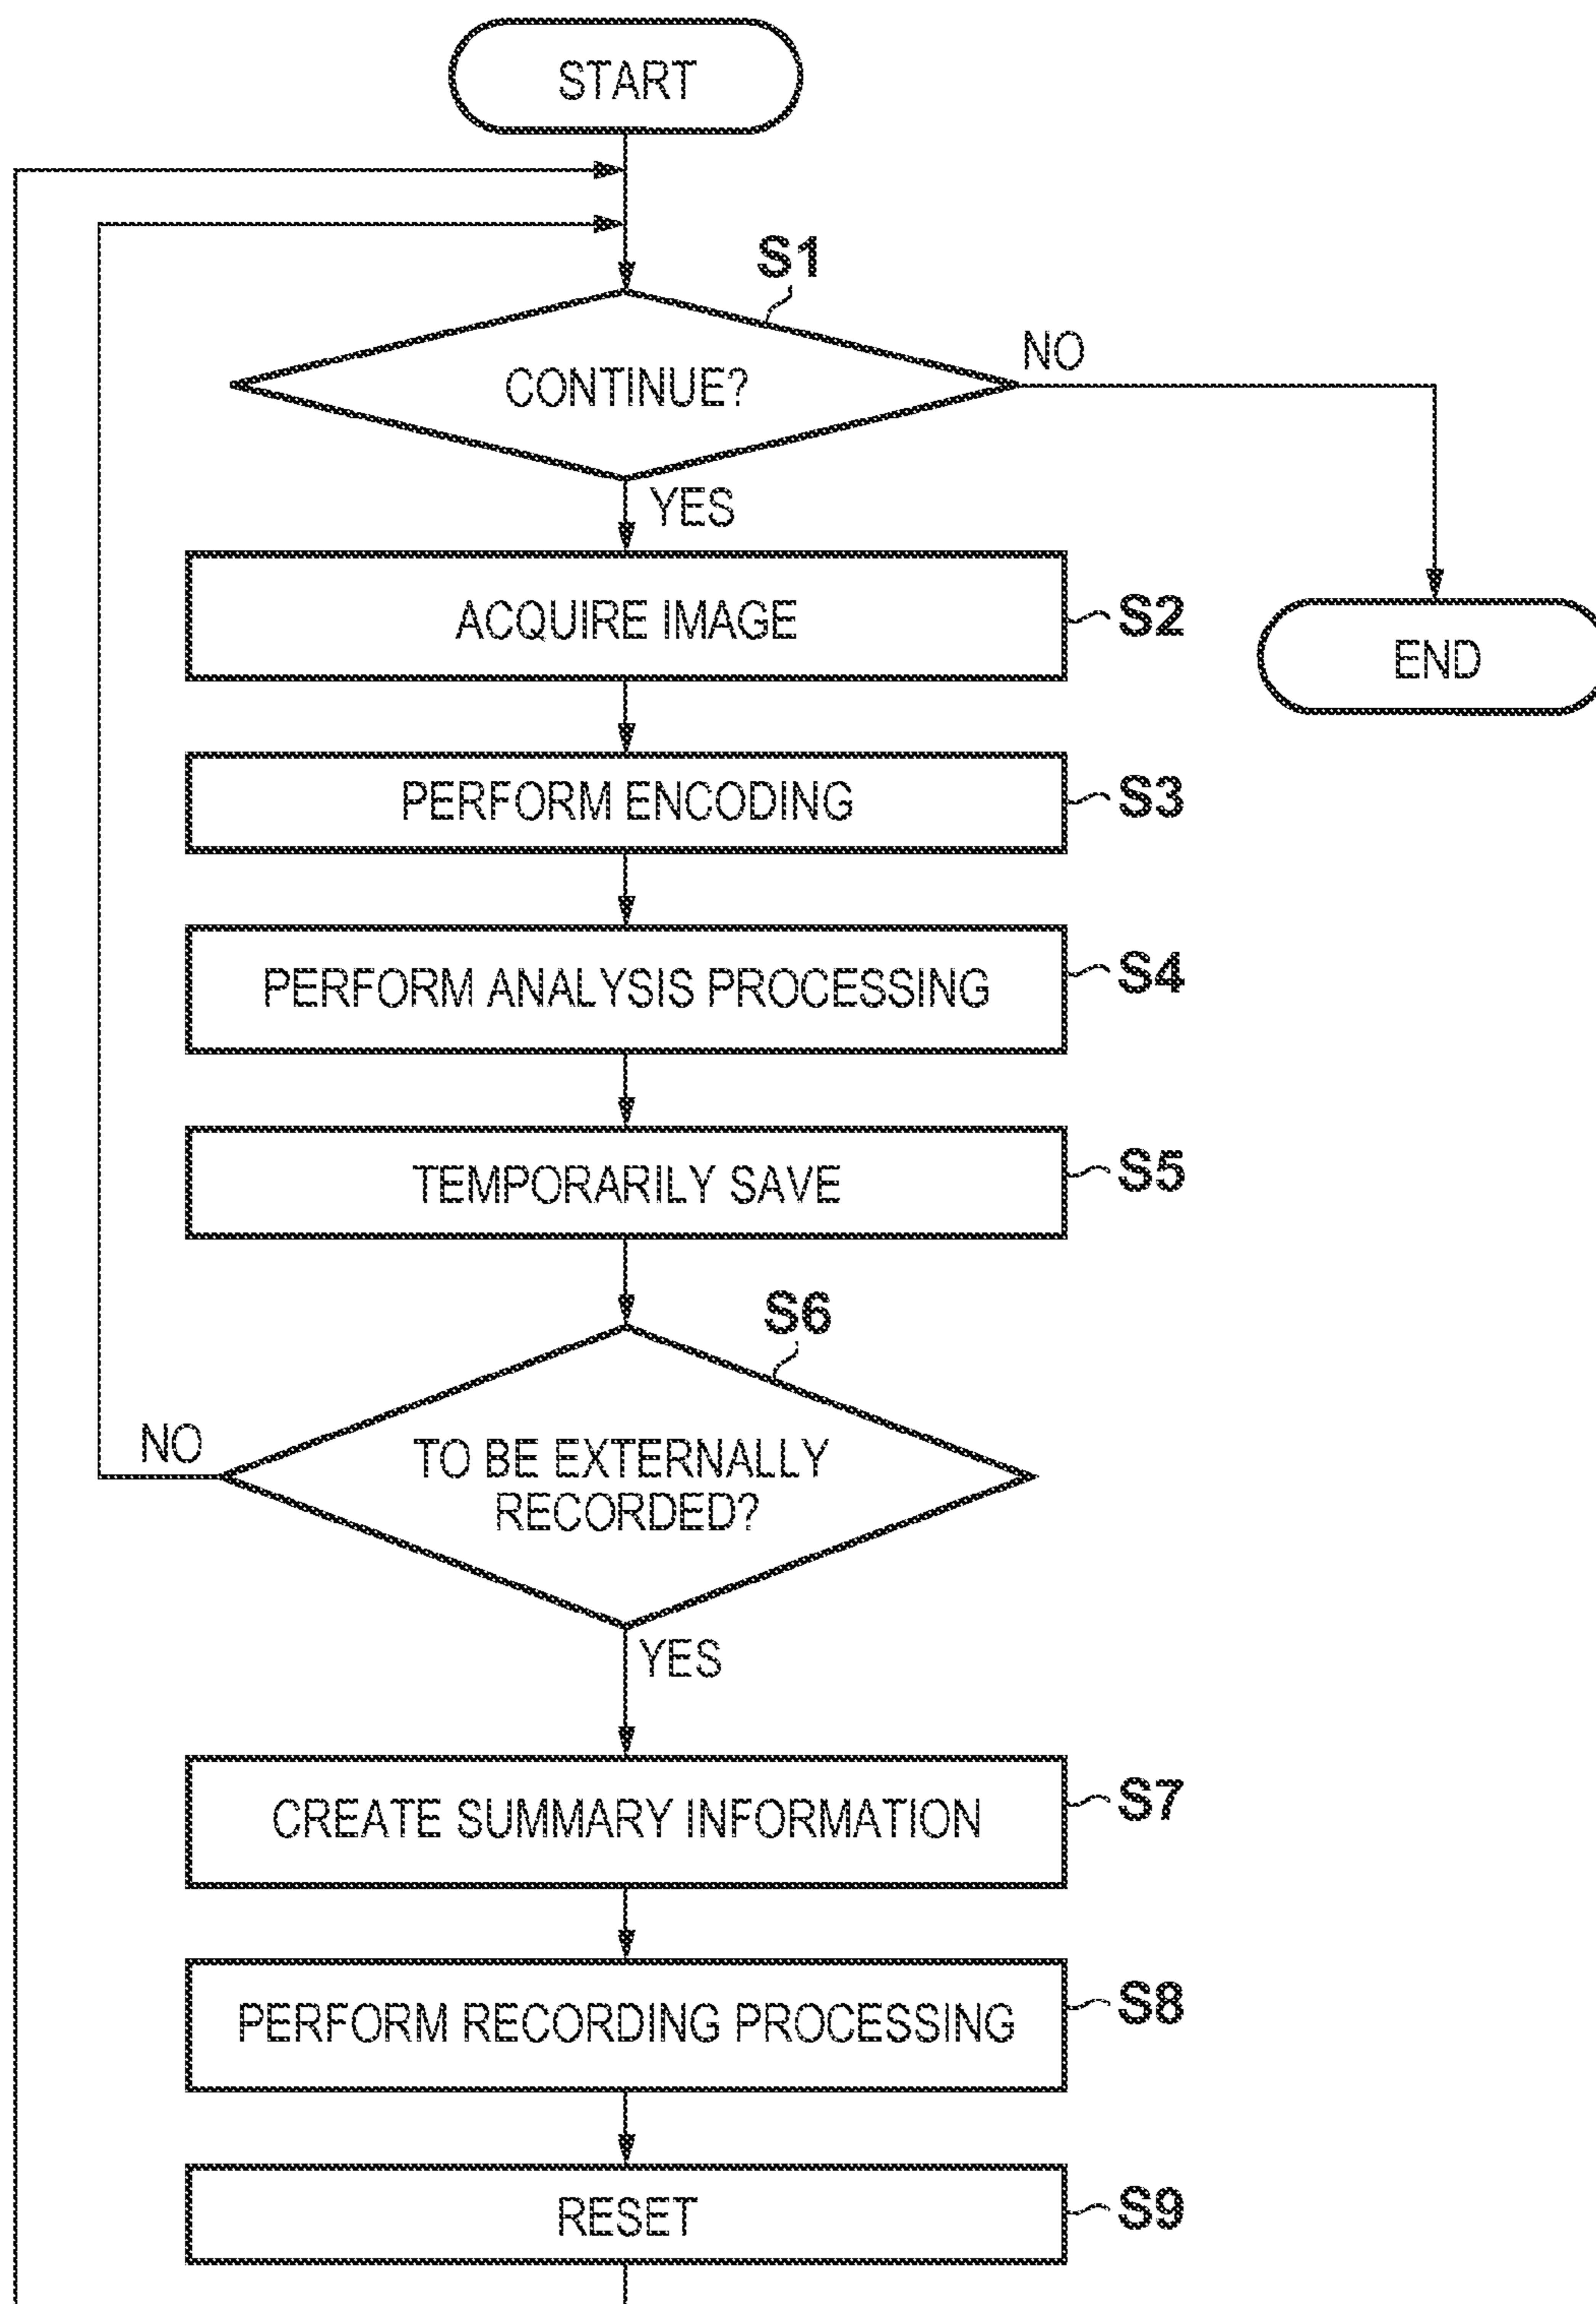 START
S1
CONTINUE?
NO
YES
ACQUIRE IMAGE
S2
END
PERFORM ENCODING
S3
PERFORM ANALYSIS PROCESSING
S4
TEMPORARILY SAVE
S5
S6
NO
TO BE EXTERNALLY
RECORDED?
YES
CREATE SUMMARY INFORMATION
S7
PERFORM RECORDING PROCESSING
S8
RESET
S9